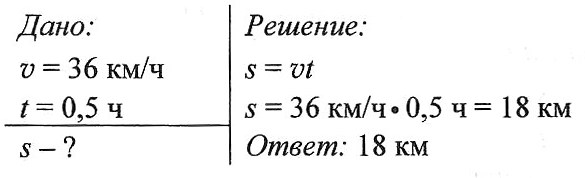 Дано:
v = 36 км/ч
t = 0,5 ч
s – ?
Решение:
s = vt
s = 36 км/ч • 0,5 ч = 18 км
Ответ: 18 км